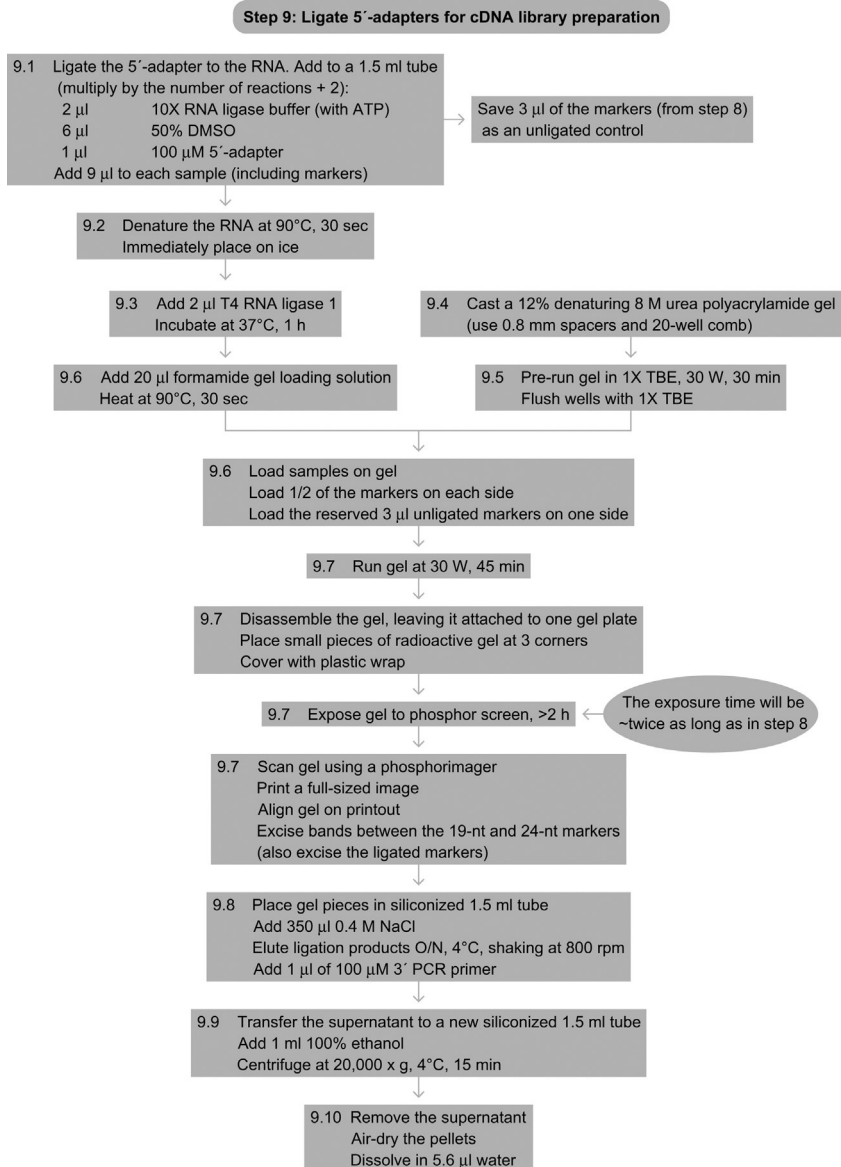 Step 9: Ligate 5´-adapters for cDNA library preparation
9.1 Ligate the 5´-adapter to the RNA. Add to a 1.5 ml tube
(multiply by the number of reactions + 2):
2 μl 10X RNA ligase buffer (with ATP)
6 μl 50% DMSO
1 μl 100 μM 5´-adapter
Add 9 μl to each sample (including markers)
Save 3 μl of the markers (from step 8)
as an unligated control
9.2 Denature the RNA at 90°C, 30 sec
Immediately place on ice
9.3 Add 2 μl T4 RNA ligase 1
Incubate at 37°C, 1 h
9.4 Cast a 12% denaturing 8 M urea polyacrylamide gel
(use 0.8 mm spacers and 20-well comb)
9.6 Add 20 μl formamide gel loading solution
Heat at 90°C, 30 sec
9.5 Pre-run gel in 1X TBE, 30 W, 30 min
Flush wells with 1X TBE
9.6 Load samples on gel
Load 1/2 of the markers on each side
Load the reserved 3 μl unligated markers on one side
9.7 Run gel at 30 W, 45 min
9.7 Disassemble the gel, leaving it attached to one gel plate
Place small pieces of radioactive gel at 3 corners
Cover with plastic wrap
9.7 Expose gel to phosphor screen, >2 h
The exposure time will be
~twice as long as in step 8
9.7 Scan gel using a phosphorimager
Print a full-sized image
Align gel on printout
Excise bands between the 19-nt and 24-nt markers
(also excise the ligated markers)
9.8 Place gel pieces in siliconized 1.5 ml tube
Add 350 μl 0.4 M NaCl
Elute ligation products O/N, 4°C, shaking at 800 rpm
Add 1 μl of 100 μM 3´ PCR primer
9.9 Transfer the supernatant to a new siliconized 1.5 ml tube
Add 1 ml 100% ethanol
Centrifuge at 20,000 x g, 4°C, 15 min
9.10 Remove the supernatant
Air-dry the pellets
Dissolve in 5.6 μl water